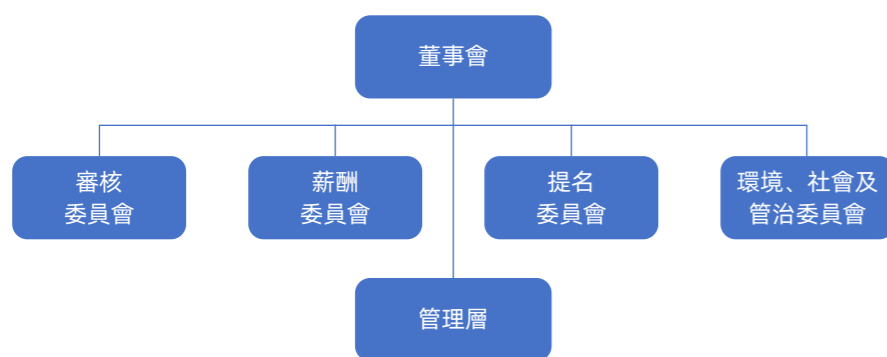 董事會
審核
委員會
薪酬
委員會
提名
委員會
環境、社會及
管治委員會
管理層